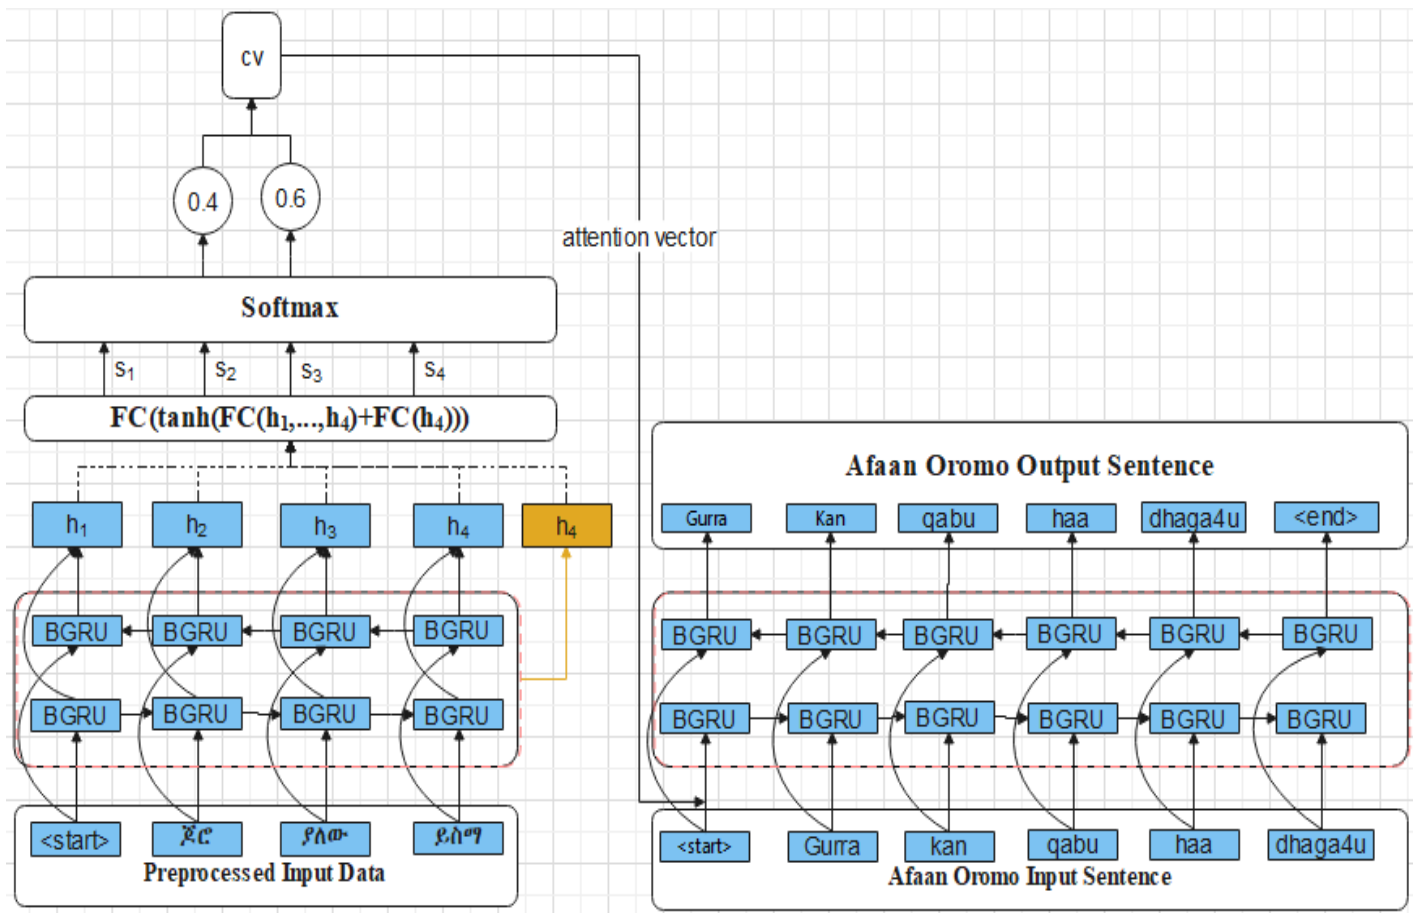 cv
0.4 0.6
attention vector
Softmax
s1 s2 s3 s4
FC(tanh(FC(h1,...,h4)+FC(h4)))
h1 h2 h3 h4 h4
BGRU BGRU BGRU BGRU
BGRU BGRU BGRU BGRU
<start> ጆሮ ያለው ይስማ
Preprocessed Input Data
Afaan Oromo Output Sentence
Gurra Kan qabu haa dhaga4u <end>
BGRU BGRU BGRU BGRU BGRU BGRU
BGRU BGRU BGRU BGRU BGRU BGRU
<start> Gurra kan qabu haa dhaga4u
Afaan Oromo Input Sentence